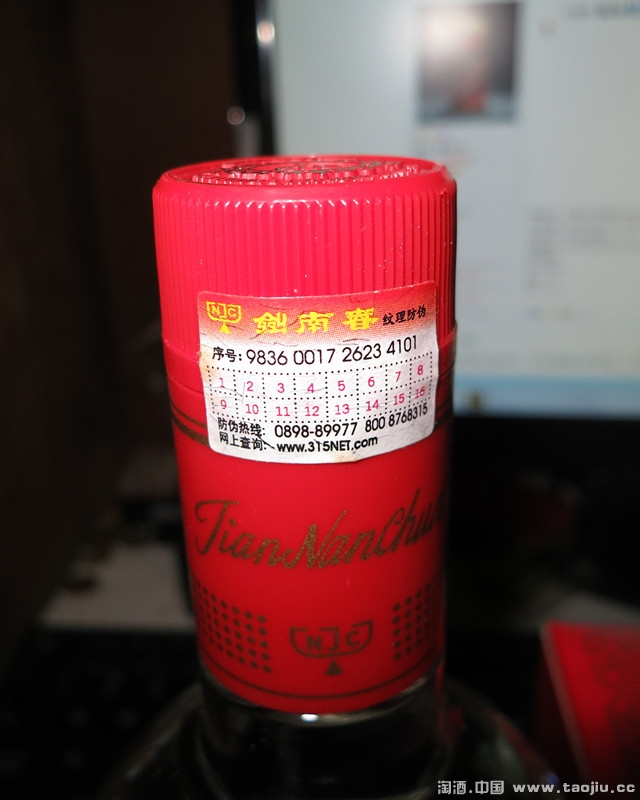 NJC 剑南春 纹理防伪
序号: 9836 0017 2623 4101
1 2 3 4 5 6 7 8
9 10 11 12 13 14 15 16
防伪热线: 0898-89977 800 8768315
网上查询: www.315NET.com
JianNanChun
NJC
淘酒.中国 www.taojiu.cc